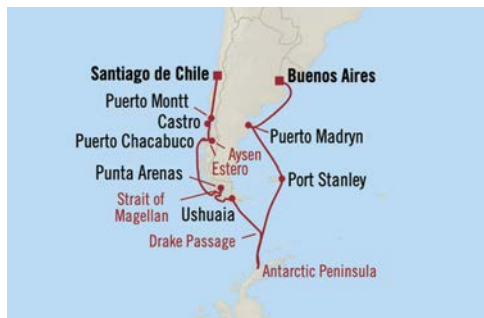 Santiago de Chile
Buenos Aires
Puerto Montt
Castro
Puerto Madryn
Puerto Chacabuco
Aysen
Estero
Punta Arenas
Port Stanley
Strait of
Magellan
Ushuaia
Drake Passage
Antarctic Peninsula